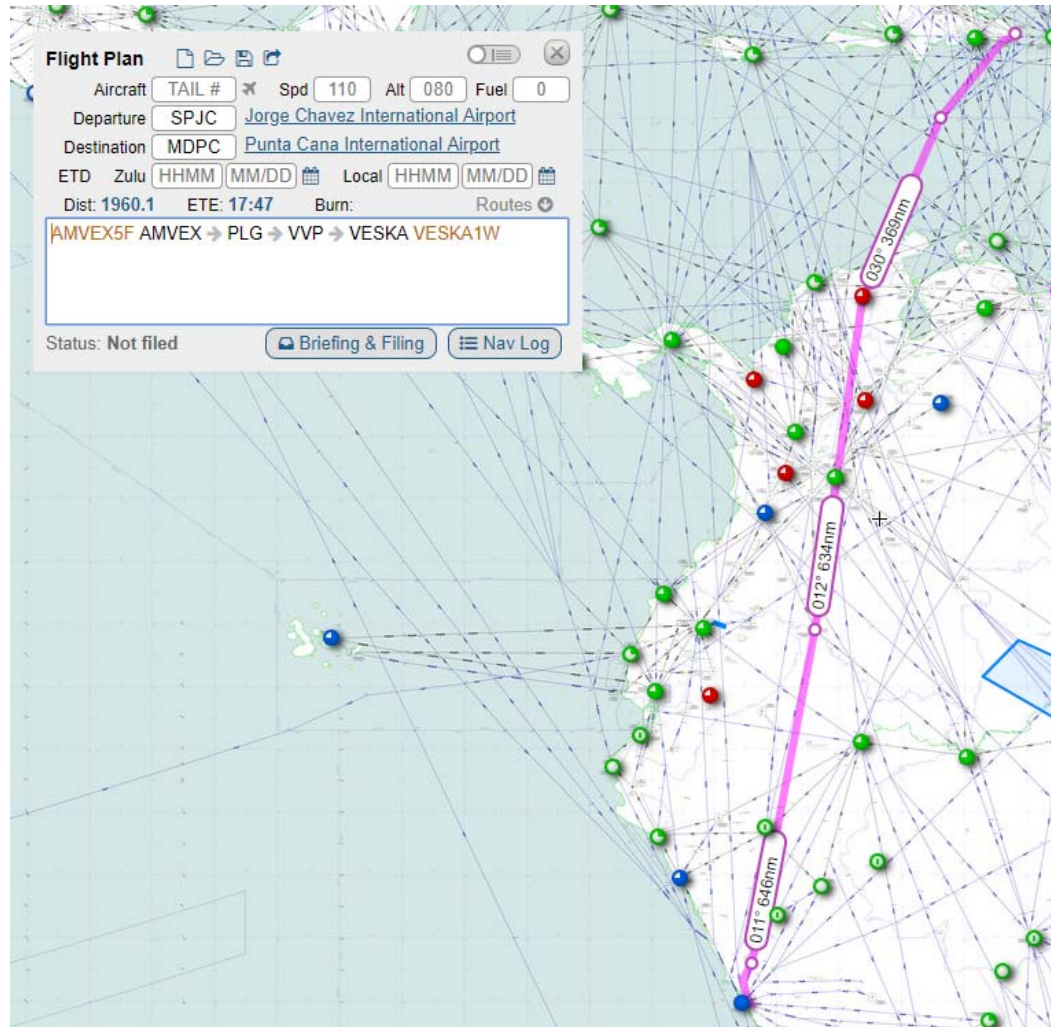 Flight Plan
Aircraft TAIL # Spd 110 Alt 080 Fuel 0
Departure SPJC Jorge Chavez International Airport
Destination MDPC Punta Cana International Airport
ETD Zulu HHMM MM/DD Local HHMM MM/DD
Dist: 1960.1 ETE: 17:47 Burn: Routes
AMVEX5F AMVEX → PLG → VVP → VESKA VESKA1W
Status: Not filed Briefing & Filing Nav Log
030° 369nm
012° 634nm
011° 646nm